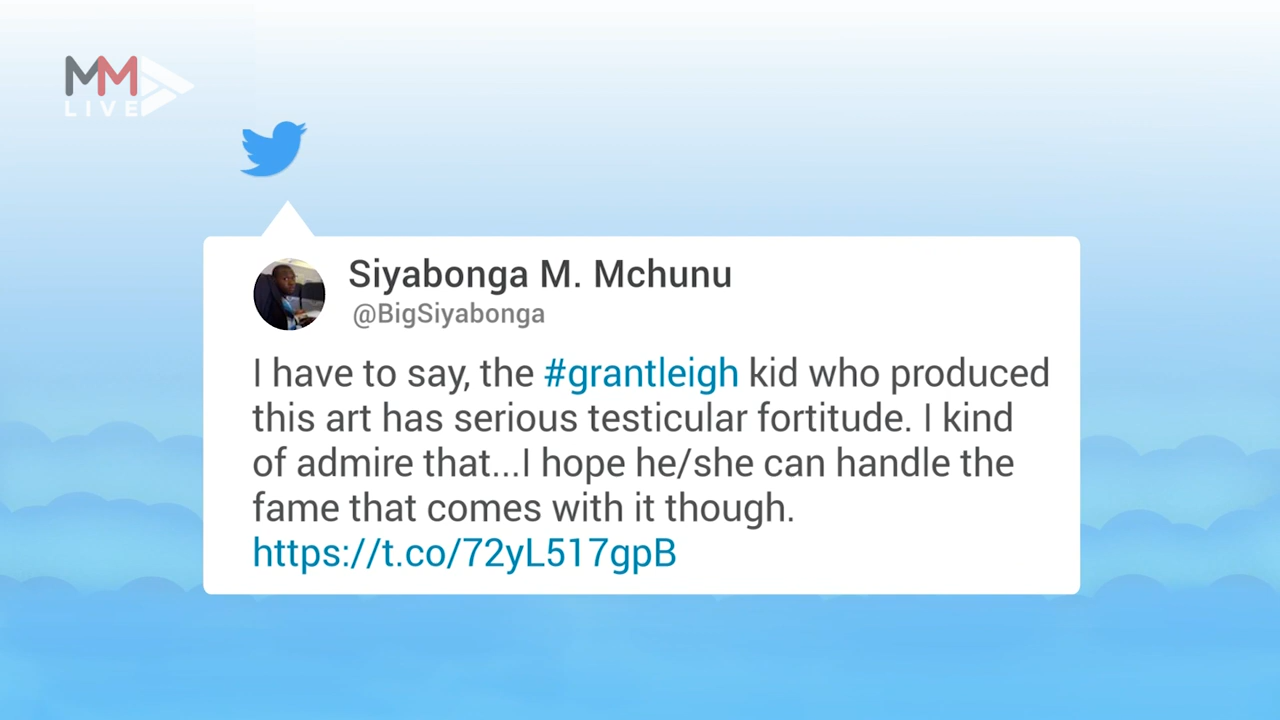 MM
LIVE
Siyabonga M. Mchunu
@BigSiyabonga
I have to say, the #grantleigh kid who produced
this art has serious testicular fortitude. I kind
of admire that...I hope he/she can handle the
fame that comes with it though.
https://t.co/72yL517gpB